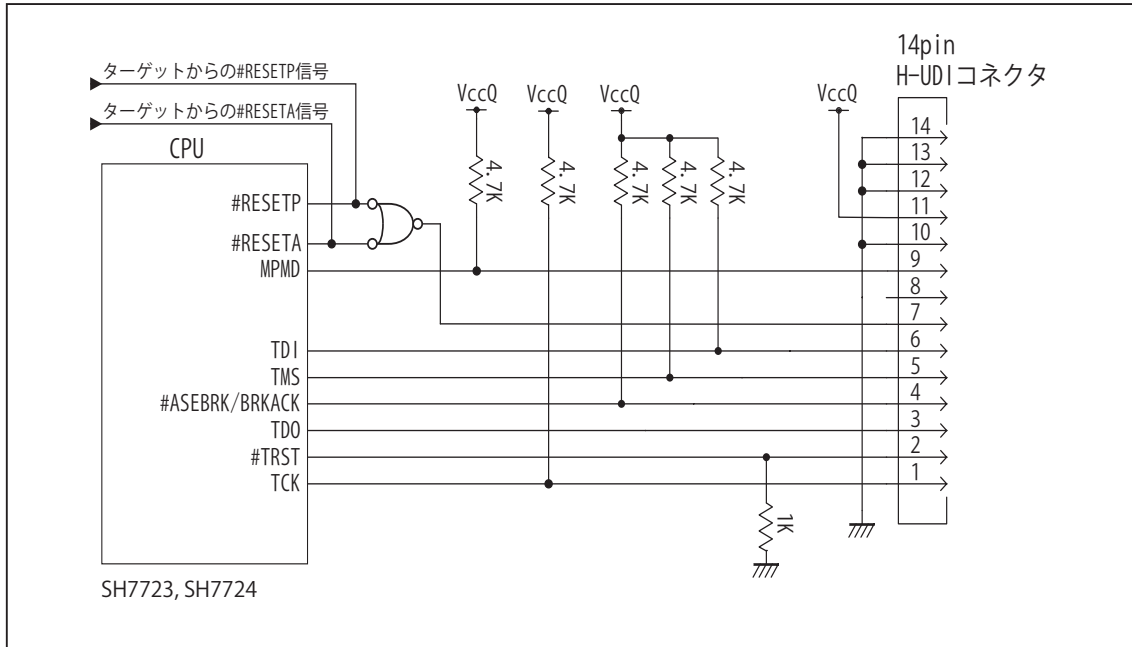 14pin
H-UDIコネクタ
ターゲットからの#RESETP信号
ターゲットからの#RESETA信号
VccQ
VccQ
VccQ
VccQ
CPU
4.7K
4.7K
4.7K
4.7K
4.7K
14
13
12
11
10
9
8
7
6
5
4
3
2
1
#RESETP
#RESETA
MPMD
TDI
TMS
#ASEBRK/BRKACK
TDO
#TRST
TCK
1K
SH7723, SH7724